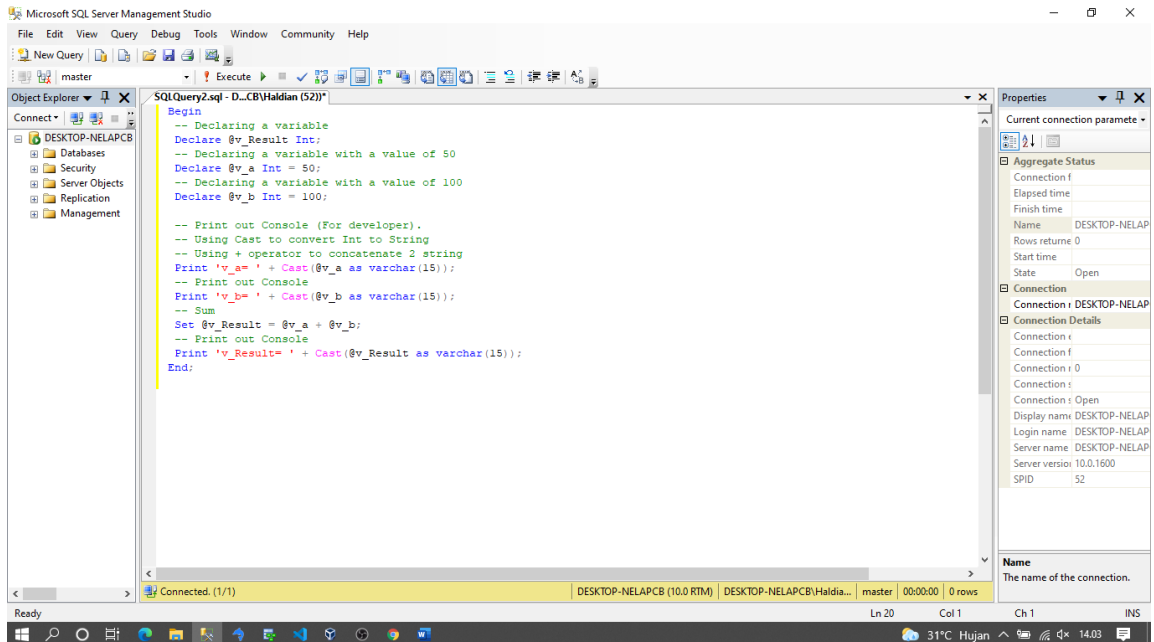 Microsoft SQL Server Management Studio
File Edit View Query Debug Tools Window Community Help
New Query
master Execute
Object Explorer
Connect
DESKTOP-NELAPCB
Databases
Security
Server Objects
Replication
Management
SQLQuery2.sql - D...CB\Haldian (52))*
Begin
-- Declaring a variable
Declare @v_Result Int;
-- Declaring a variable with a value of 50
Declare @v_a Int = 50;
-- Declaring a variable with a value of 100
Declare @v_b Int = 100;
-- Print out Console (For developer).
-- Using Cast to convert Int to String
-- Using + operator to concatenate 2 string
Print 'v_a= ' + Cast(@v_a as varchar(15));
-- Print out Console
Print 'v_b= ' + Cast(@v_b as varchar(15));
-- Sum
Set @v_Result = @v_a + @v_b;
-- Print out Console
Print 'v_Result= ' + Cast(@v_Result as varchar(15));
End;
Connected. (1/1) DESKTOP-NELAPCB (10.0 RTM) DESKTOP-NELAPCB\Haldia... master 00:00:00 0 rows
Properties
Current connection paramete
Aggregate Status
Connection f
Elapsed time
Finish time
Name DESKTOP-NELAP
Rows returne 0
Start time
State Open
Connection
Connection r DESKTOP-NELAP
Connection Details
Connection e
Connection f
Connection r 0
Connection s
Connection s Open
Display name DESKTOP-NELAP
Login name DESKTOP-NELAP
Server name DESKTOP-NELAP
Server version 10.0.1600
SPID 52
Name
The name of the connection.
Ready Ln 20 Col 1 Ch 1 INS
31°C Hujan 14.03